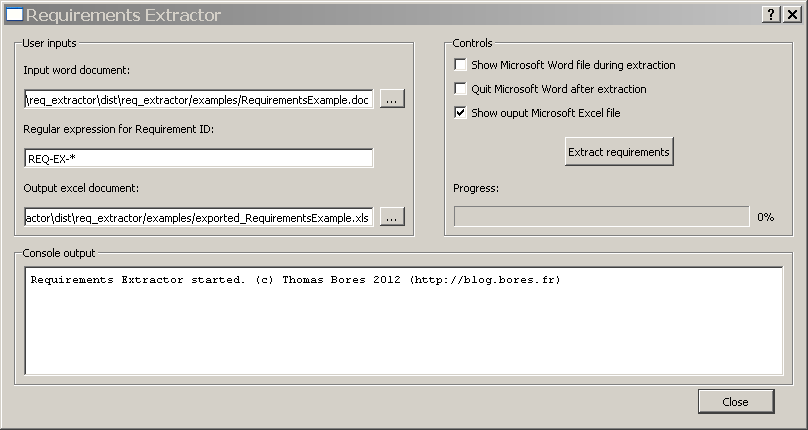 Requirements Extractor
User inputs
Input word document:
\req_extractor\dist\req_extractor/examples/RequirementsExample.doc
...
Regular expression for Requirement ID:
REQ-EX-*
Output excel document:
actor\dist\req_extractor/examples/exported_RequirementsExample.xls
...
Controls
Show Microsoft Word file during extraction
Quit Microsoft Word after extraction
Show ouput Microsoft Excel file
Extract requirements
Progress:
0%
Console output
Requirements Extractor started. (c) Thomas Bores 2012 (http://blog.bores.fr)
Close